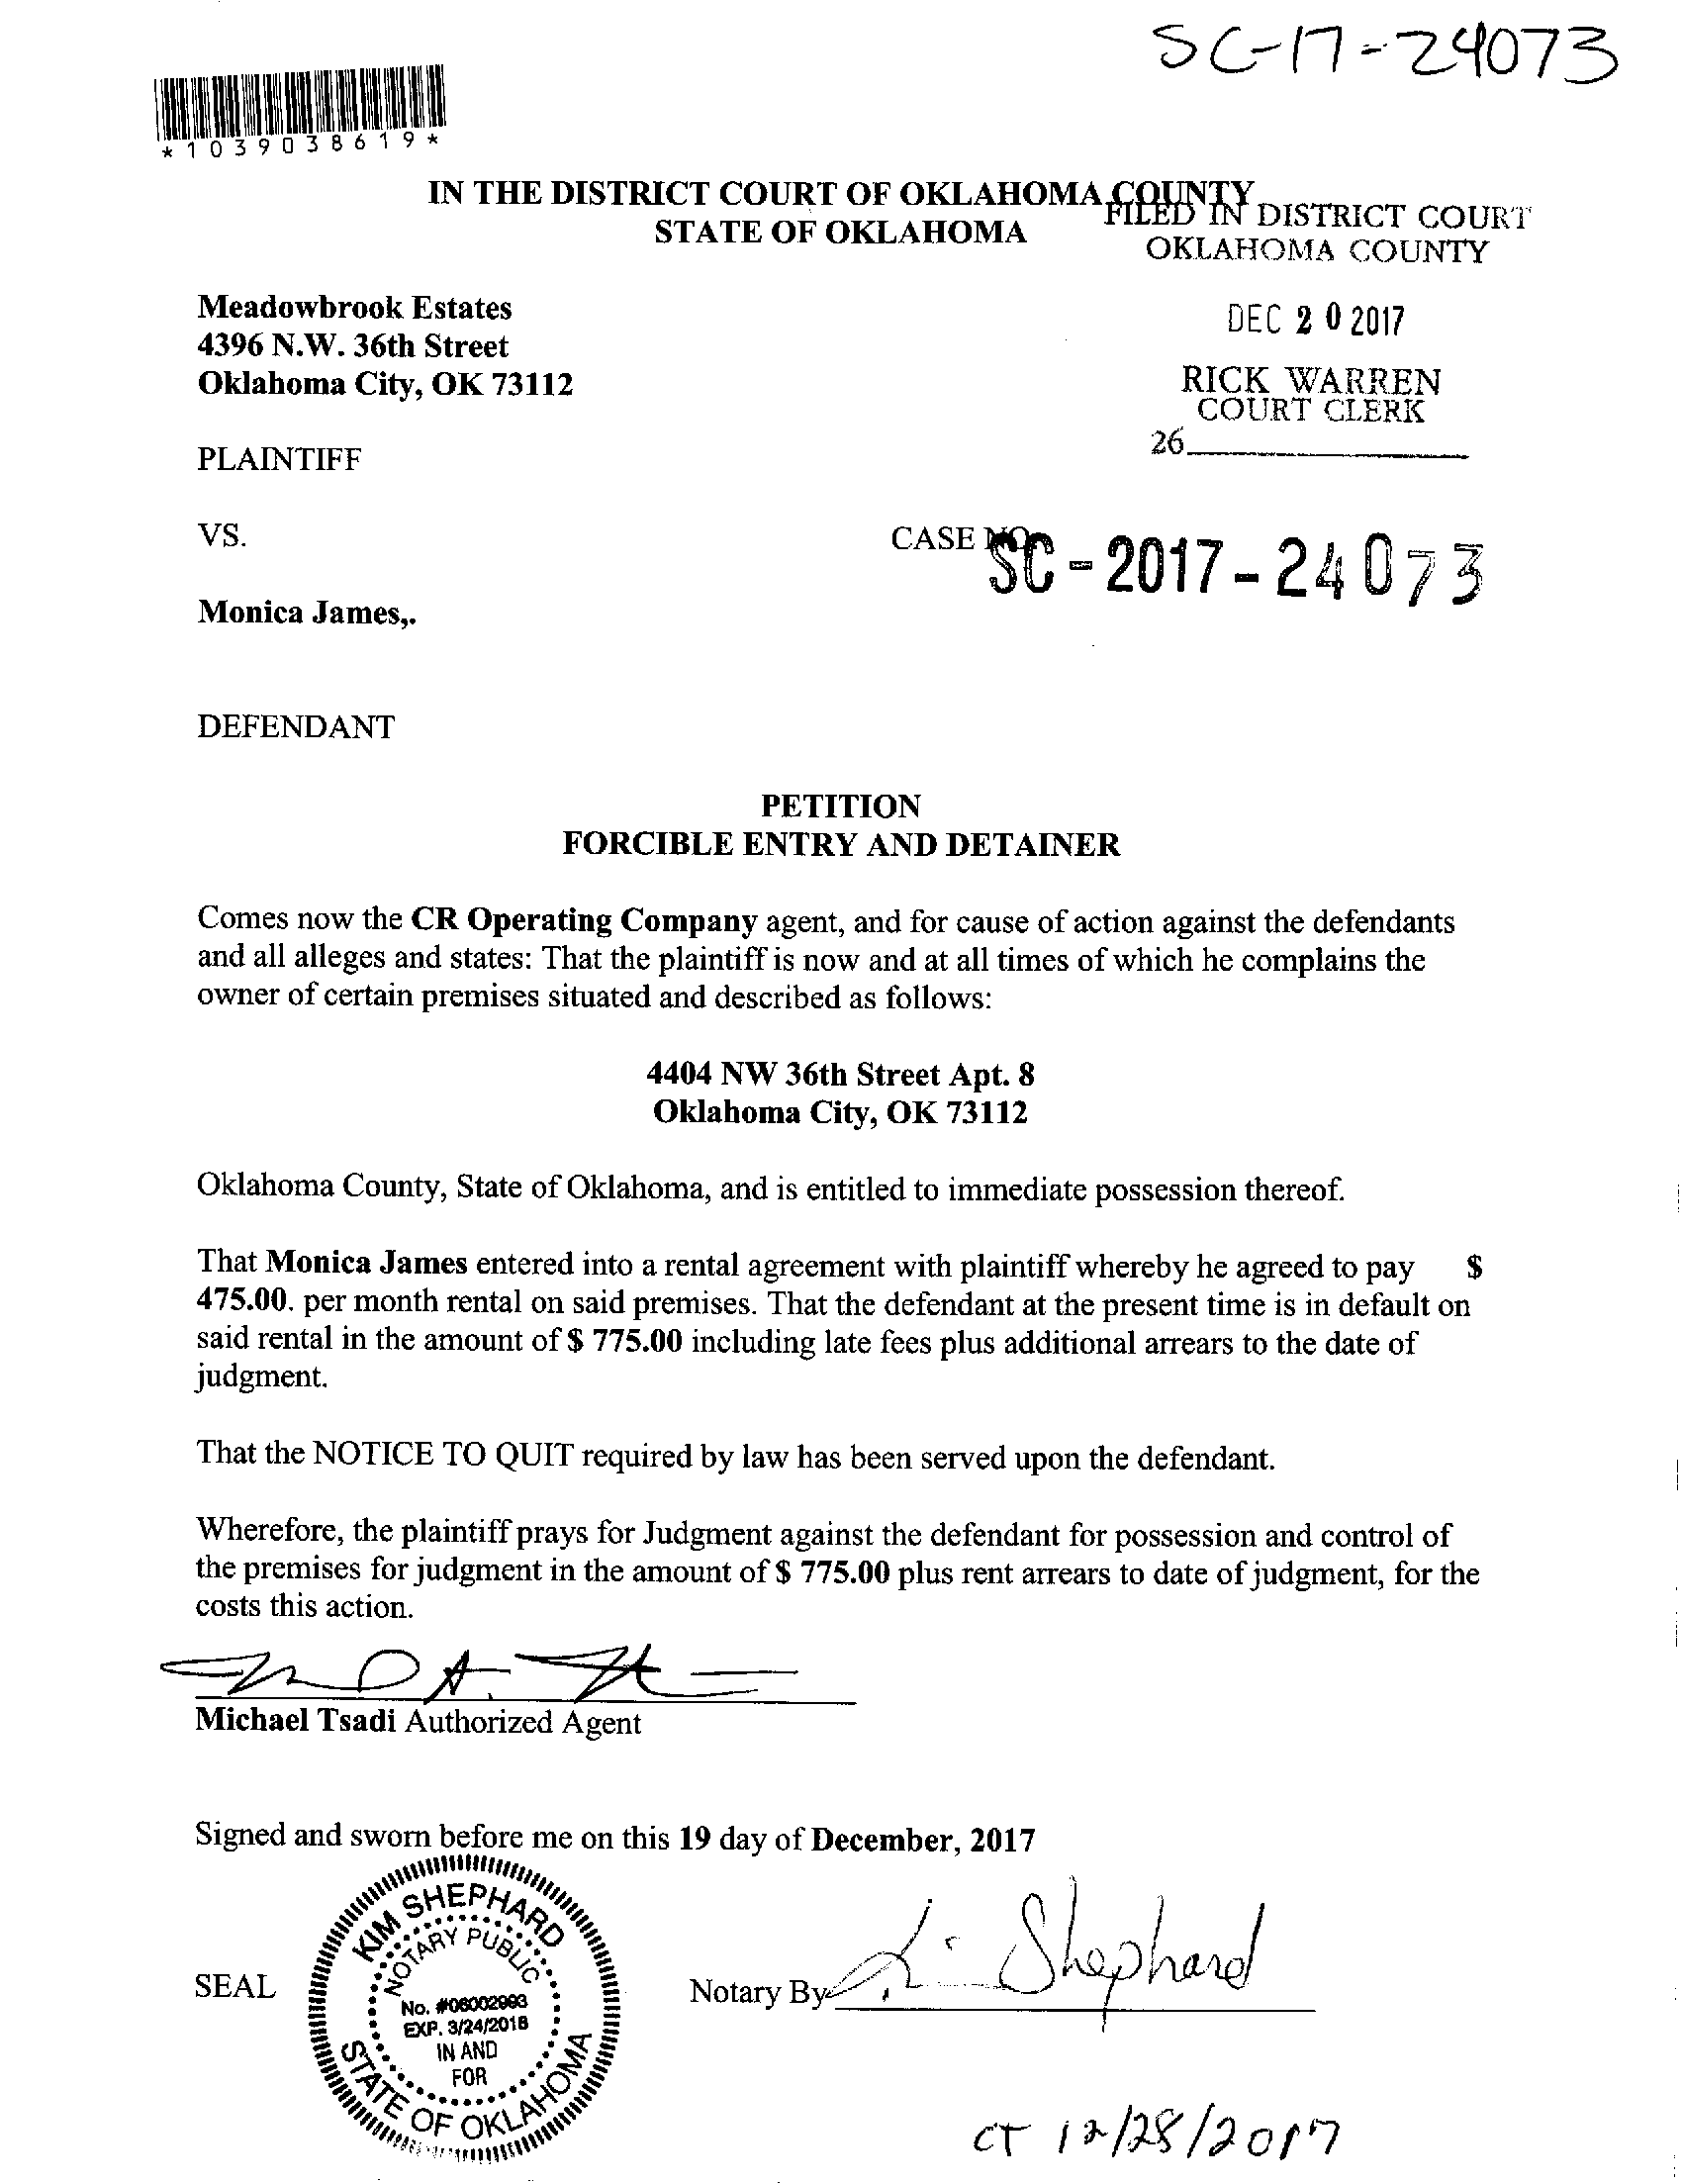 SC-17-24073
*1039038619*
IN THE DISTRICT COURT OF OKLAHOMA COUNTY
STATE OF OKLAHOMA
FILED IN DISTRICT COURT
OKLAHOMA COUNTY
Meadowbrook Estates
4396 N.W. 36th Street
Oklahoma City, OK 73112
DEC 20 2017
RICK WARREN
COURT CLERK
26
PLAINTIFF
VS.
CASE NO.
SC-2017-24073
Monica James,.
DEFENDANT
PETITION
FORCIBLE ENTRY AND DETAINER
Comes now the CR Operating Company agent, and for cause of action against the defendants
and all alleges and states: That the plaintiff is now and at all times of which he complains the
owner of certain premises situated and described as follows:
4404 NW 36th Street Apt. 8
Oklahoma City, OK 73112
Oklahoma County, State of Oklahoma, and is entitled to immediate possession thereof.
That Monica James entered into a rental agreement with plaintiff whereby he agreed to pay $
475.00. per month rental on said premises. That the defendant at the present time is in default on
said rental in the amount of $ 775.00 including late fees plus additional arrears to the date of
judgment.
That the NOTICE TO QUIT required by law has been served upon the defendant.
Wherefore, the plaintiff prays for Judgment against the defendant for possession and control of
the premises for judgment in the amount of $ 775.00 plus rent arrears to date of judgment, for the
costs this action.
Michael Tsadi Authorized Agent
Signed and sworn before me on this 19 day of December, 2017
SEAL
KIM SHEPHARD
NOTARY PUBLIC
No. #06002993
EXP. 3/24/2018
IN AND
FOR
STATE OF OKLAHOMA
Notary By
Shephard
CT 12/28/2017